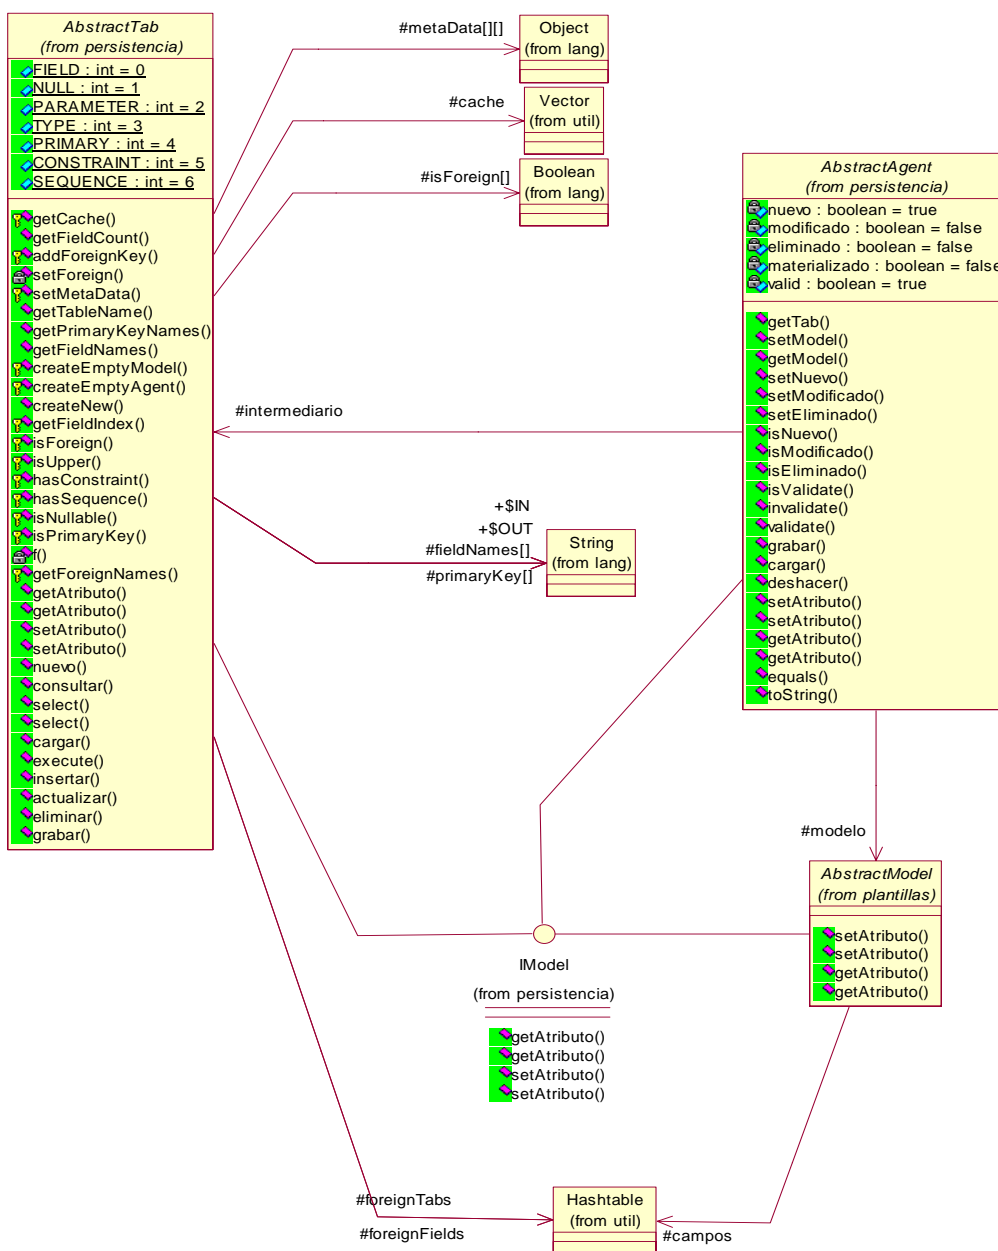 AbstractTab
(from persistencia)
FIELD : int = 0
NULL : int = 1
PARAMETER : int = 2
TYPE : int = 3
PRIMARY : int = 4
CONSTRAINT : int = 5
SEQUENCE : int = 6
getCache()
getFieldCount()
addForeignKey()
setForeign()
setMetaData()
getTableName()
getPrimaryKeyNames()
getFieldNames()
createEmptyModel()
createEmptyAgent()
createNew()
getFieldIndex()
isForeign()
isUpper()
hasConstraint()
hasSequence()
isNullable()
isPrimaryKey()
f()
getForeignNames()
getAtributo()
getAtributo()
setAtributo()
setAtributo()
nuevo()
consultar()
select()
select()
cargar()
execute()
insertar()
actualizar()
eliminar()
grabar()
#metaData[][]
Object
(from lang)
#cache
Vector
(from util)
#isForeign[]
Boolean
(from lang)
AbstractAgent
(from persistencia)
nuevo : boolean = true
modificado : boolean = false
eliminado : boolean = false
materializado : boolean = false
valid : boolean = true
getTab()
setModel()
getModel()
setNuevo()
setModificado()
setEliminado()
isNuevo()
isModificado()
isEliminado()
isValidate()
invalidate()
validate()
grabar()
cargar()
deshacer()
setAtributo()
setAtributo()
getAtributo()
getAtributo()
equals()
toString()
#intermediario
+$IN
+$OUT
#fieldNames[]
#primaryKey[]
String
(from lang)
#modelo
AbstractModel
(from plantillas)
setAtributo()
setAtributo()
getAtributo()
getAtributo()
IModel
(from persistencia)
getAtributo()
getAtributo()
setAtributo()
setAtributo()
#foreignTabs
#foreignFields
Hashtable
(from util)
#campos